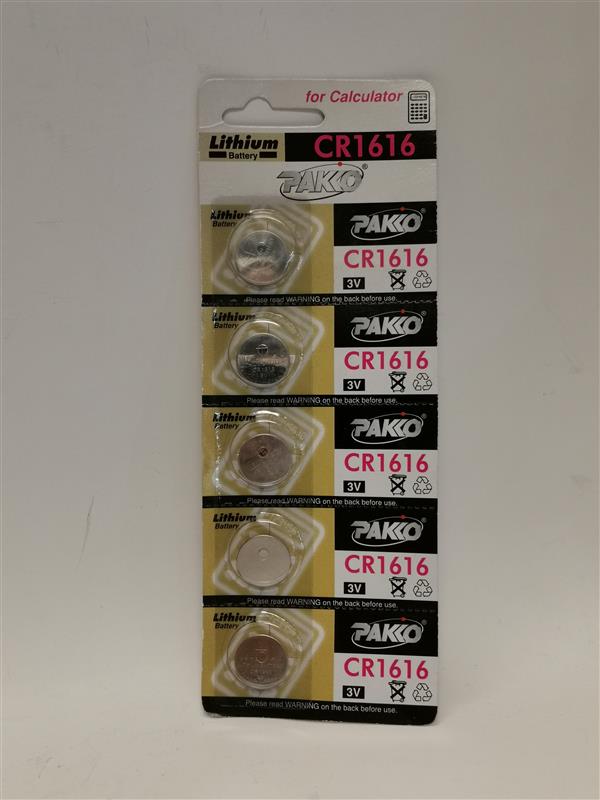 for Calculator
Lithium CR1616
Battery
PAKKO
Lithium
Battery
PAKKO®
CR1616
3V
Please read WARNING on the back before use.
Lithium
Battery
PAKKO®
CR1616
3V
Please read WARNING on the back before use.
Lithium
Battery
PAKKO®
CR1616
3V
Please read WARNING on the back before use.
Lithium
Battery
PAKKO®
CR1616
3V
Please read WARNING on the back before use.
Lithium
Battery
PAKKO®
CR1616
3V
Please read WARNING on the back before use.